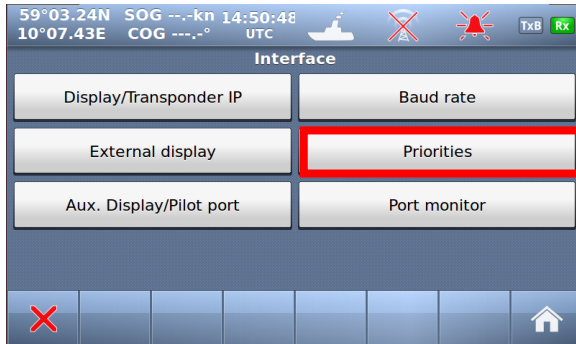 59°03.24N SOG --.-kn 14:50:48
10°07.43E COG ---.-° UTC
TxB Rx
Interface
Display/Transponder IP Baud rate
External display Priorities
Aux. Display/Pilot port Port monitor